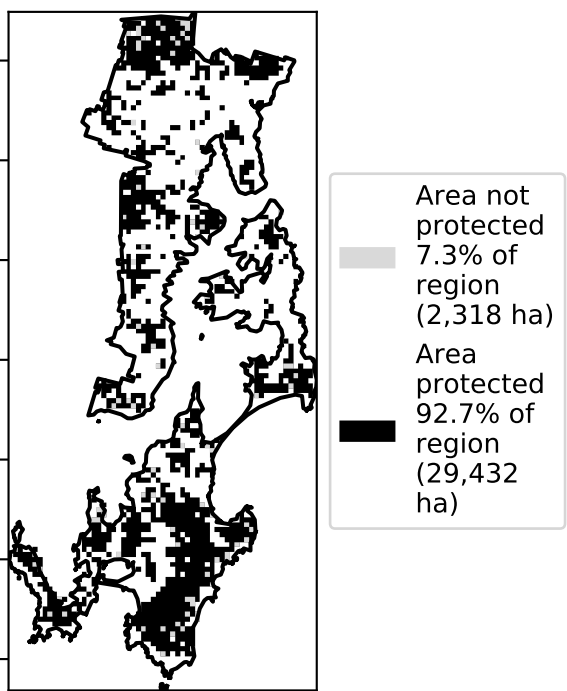 Area not
protected
7.3% of
region
(2,318 ha)
Area
protected
92.7% of
region
(29,432
ha)